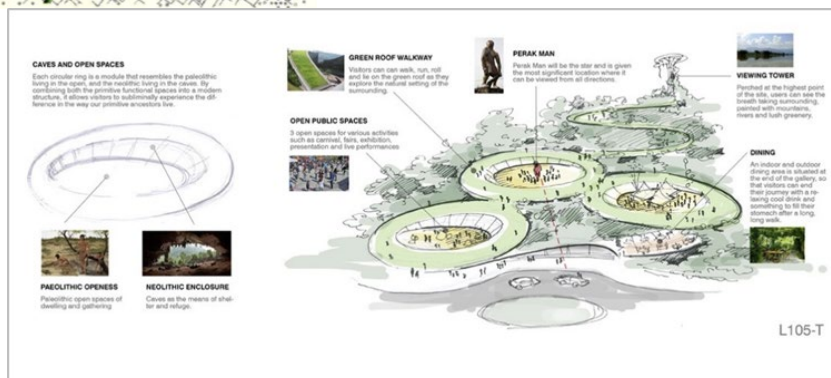 CAVES AND OPEN SPACES
Each circular ring is a module that resembles the paleolithic
living in the open, and the neolithic living in the caves. By
combining both the primitive functional spaces into a modern
structure, it allows visitors to subliminally experience the dif-
ference in the way our primitive ancestors live.
PAEOLITHIC OPENESS
Paleolithic open spaces of
dwelling and gathering
NEOLITHIC ENCLOSURE
Caves as the means of shel-
ter and refuge.
GREEN ROOF WALKWAY
Visitors can can walk, run, roll
and lie on the green roof as they
explore the natural setting of the
surrounding.
OPEN PUBLIC SPACES
3 open spaces for various activities
such as carnival, fairs, exhibition,
presentation and live performances
PERAK MAN
Perak Man will be the star and is given
the most significant location where it
can be viewed from all directions.
VIEWING TOWER
Perched at the highest point
of the site, users can see the
breath taking surrounding,
painted with mountains,
rivers and lush greenery.
DINING
An indoor and outdoor
dining area is situated at
the end of the gallery, so
that visitors can end
their journey with a re-
laxing cool drink and
something to fill their
stomach after a long,
long walk.
L105-T